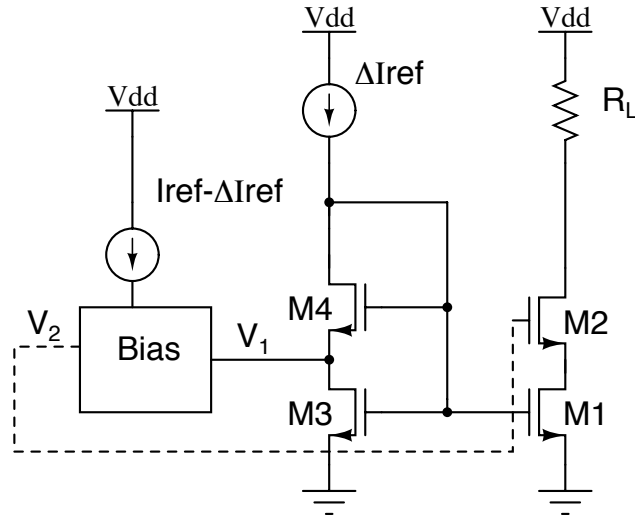 Vdd
Vdd
ΔIref
Vdd
RL
Iref-ΔIref
M4
V2
V1
M2
Bias
M3
M1